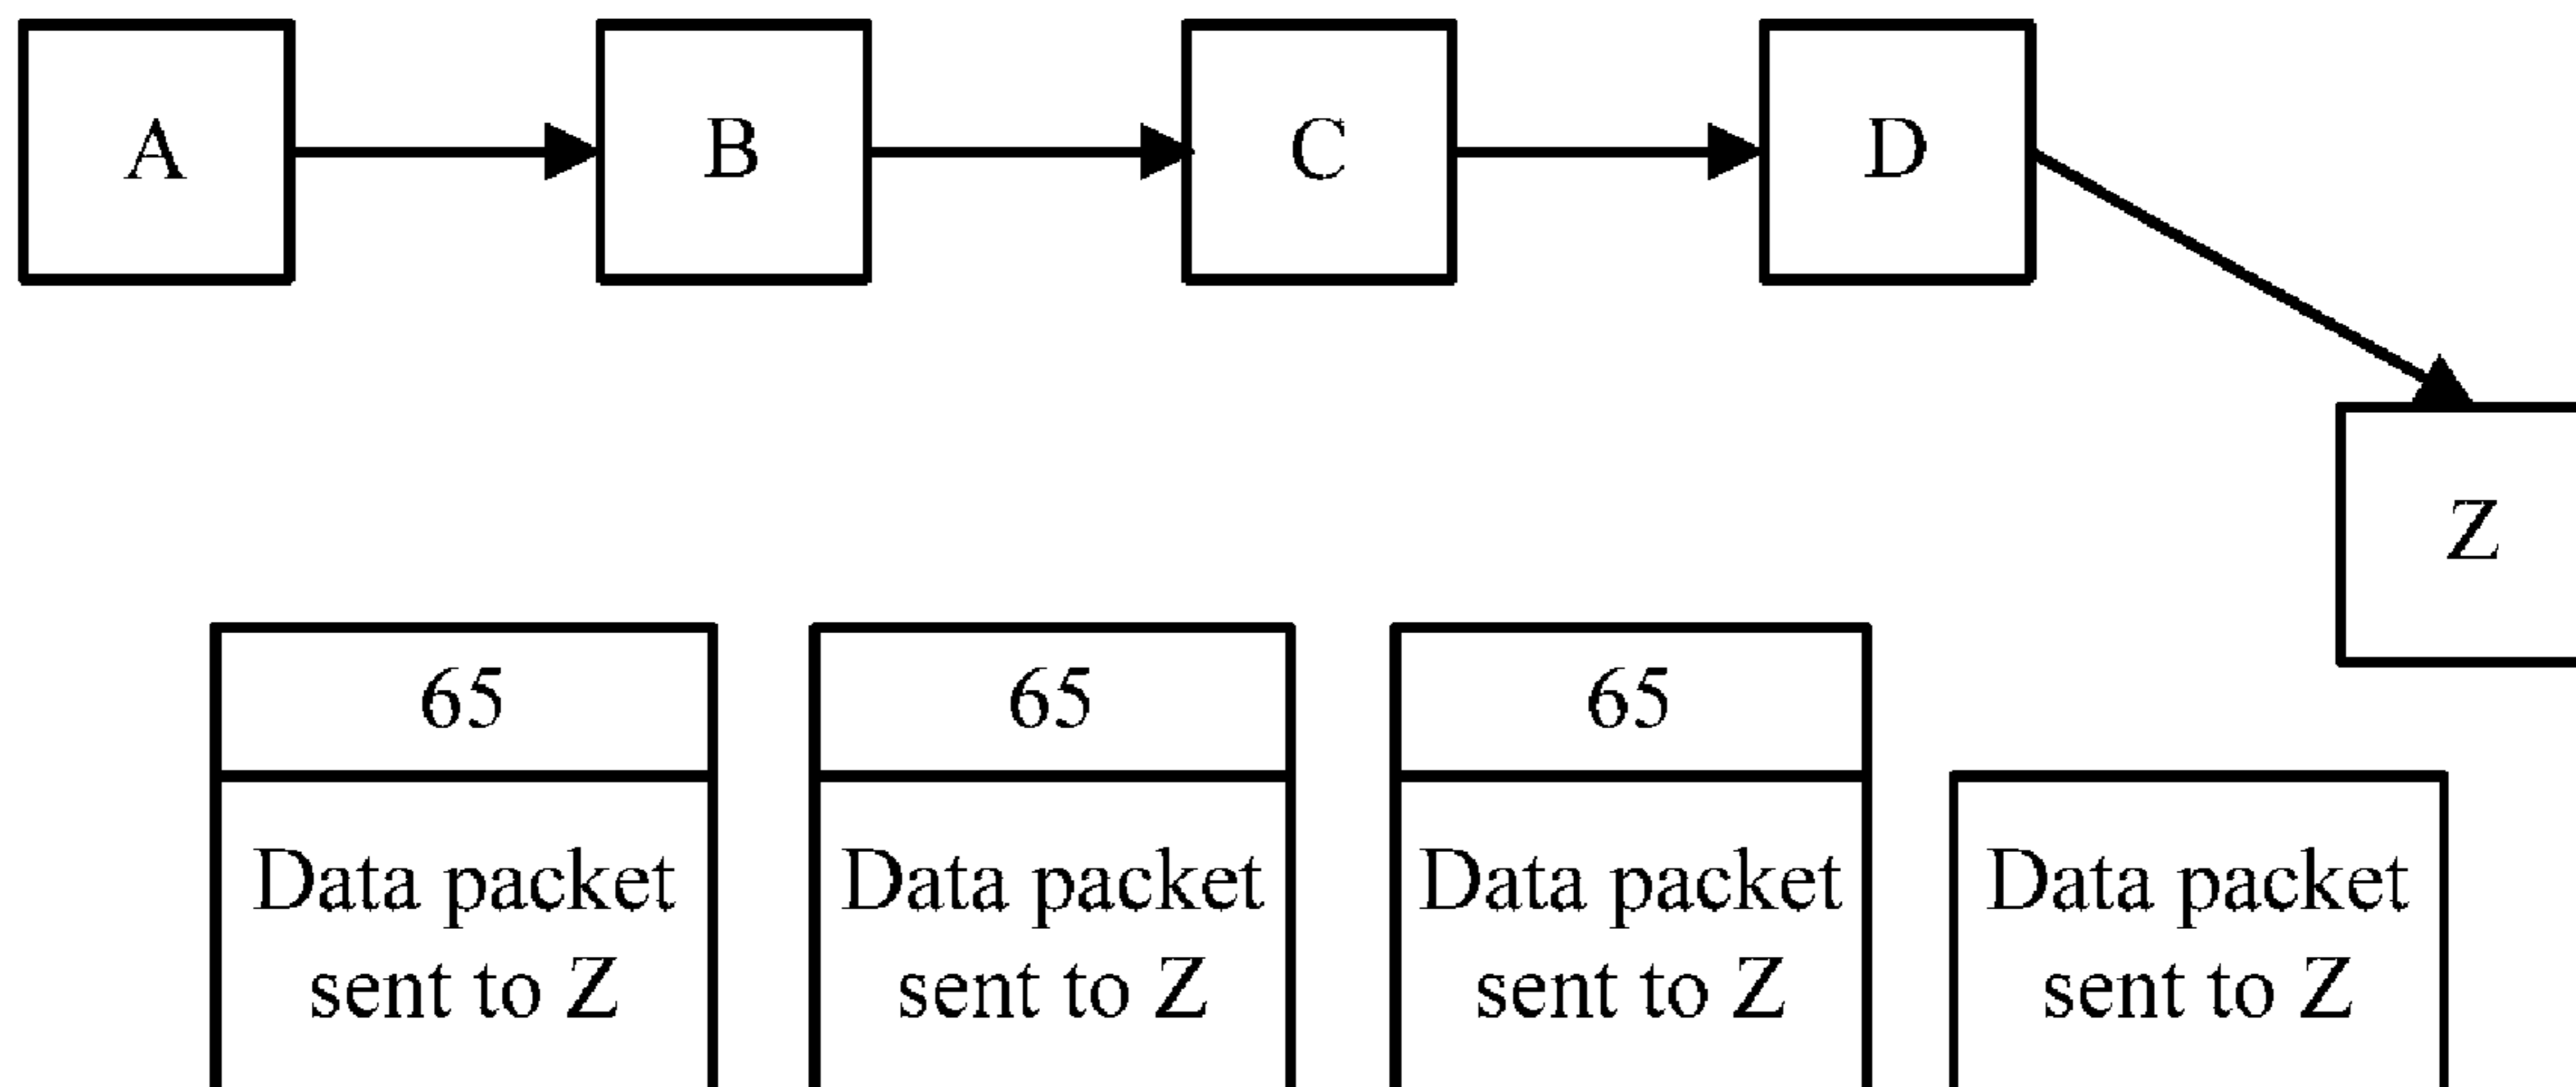 A
B
C
D
Z
65
65
65
Data packet
sent to Z
Data packet
sent to Z
Data packet
sent to Z
Data packet
sent to Z